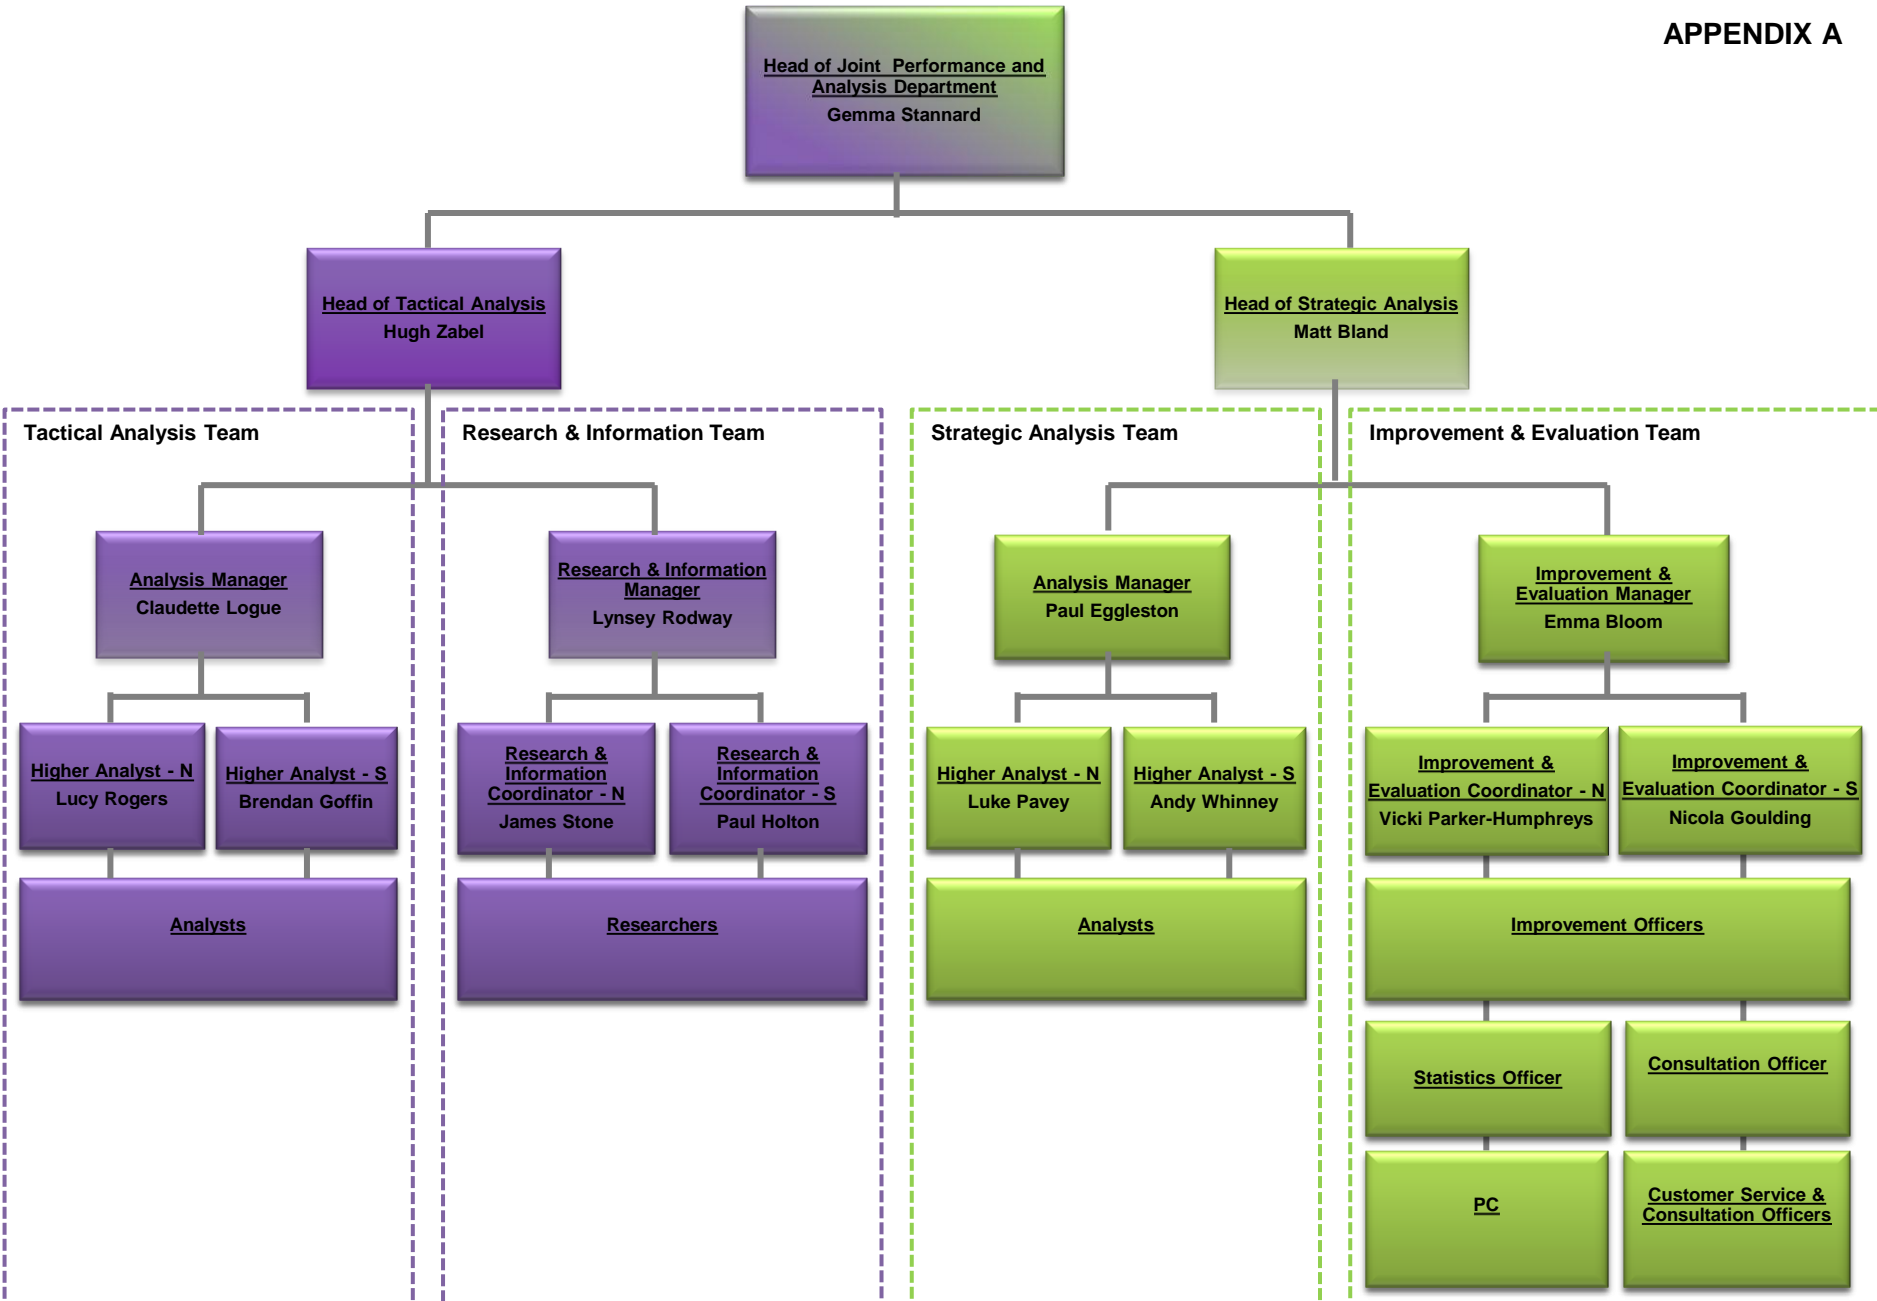 APPENDIX A
Head of Joint Performance and
Analysis Department
Gemma Stannard
Head of Tactical Analysis
Hugh Zabel
Head of Strategic Analysis
Matt Bland
Tactical Analysis Team
Research & Information Team
Strategic Analysis Team
Improvement & Evaluation Team
Analysis Manager
Claudette Logue
Research & Information
Manager
Lynsey Rodway
Analysis Manager
Paul Eggleston
Improvement &
Evaluation Manager
Emma Bloom
Higher Analyst - N
Lucy Rogers
Higher Analyst - S
Brendan Goffin
Research &
Information
Coordinator - N
James Stone
Research &
Information
Coordinator - S
Paul Holton
Higher Analyst - N
Luke Pavey
Higher Analyst - S
Andy Whinney
Improvement &
Evaluation Coordinator - N
Vicki Parker-Humphreys
Improvement &
Evaluation Coordinator - S
Nicola Goulding
Analysts
Researchers
Analysts
Improvement Officers
Statistics Officer
Consultation Officer
PC
Customer Service &
Consultation Officers